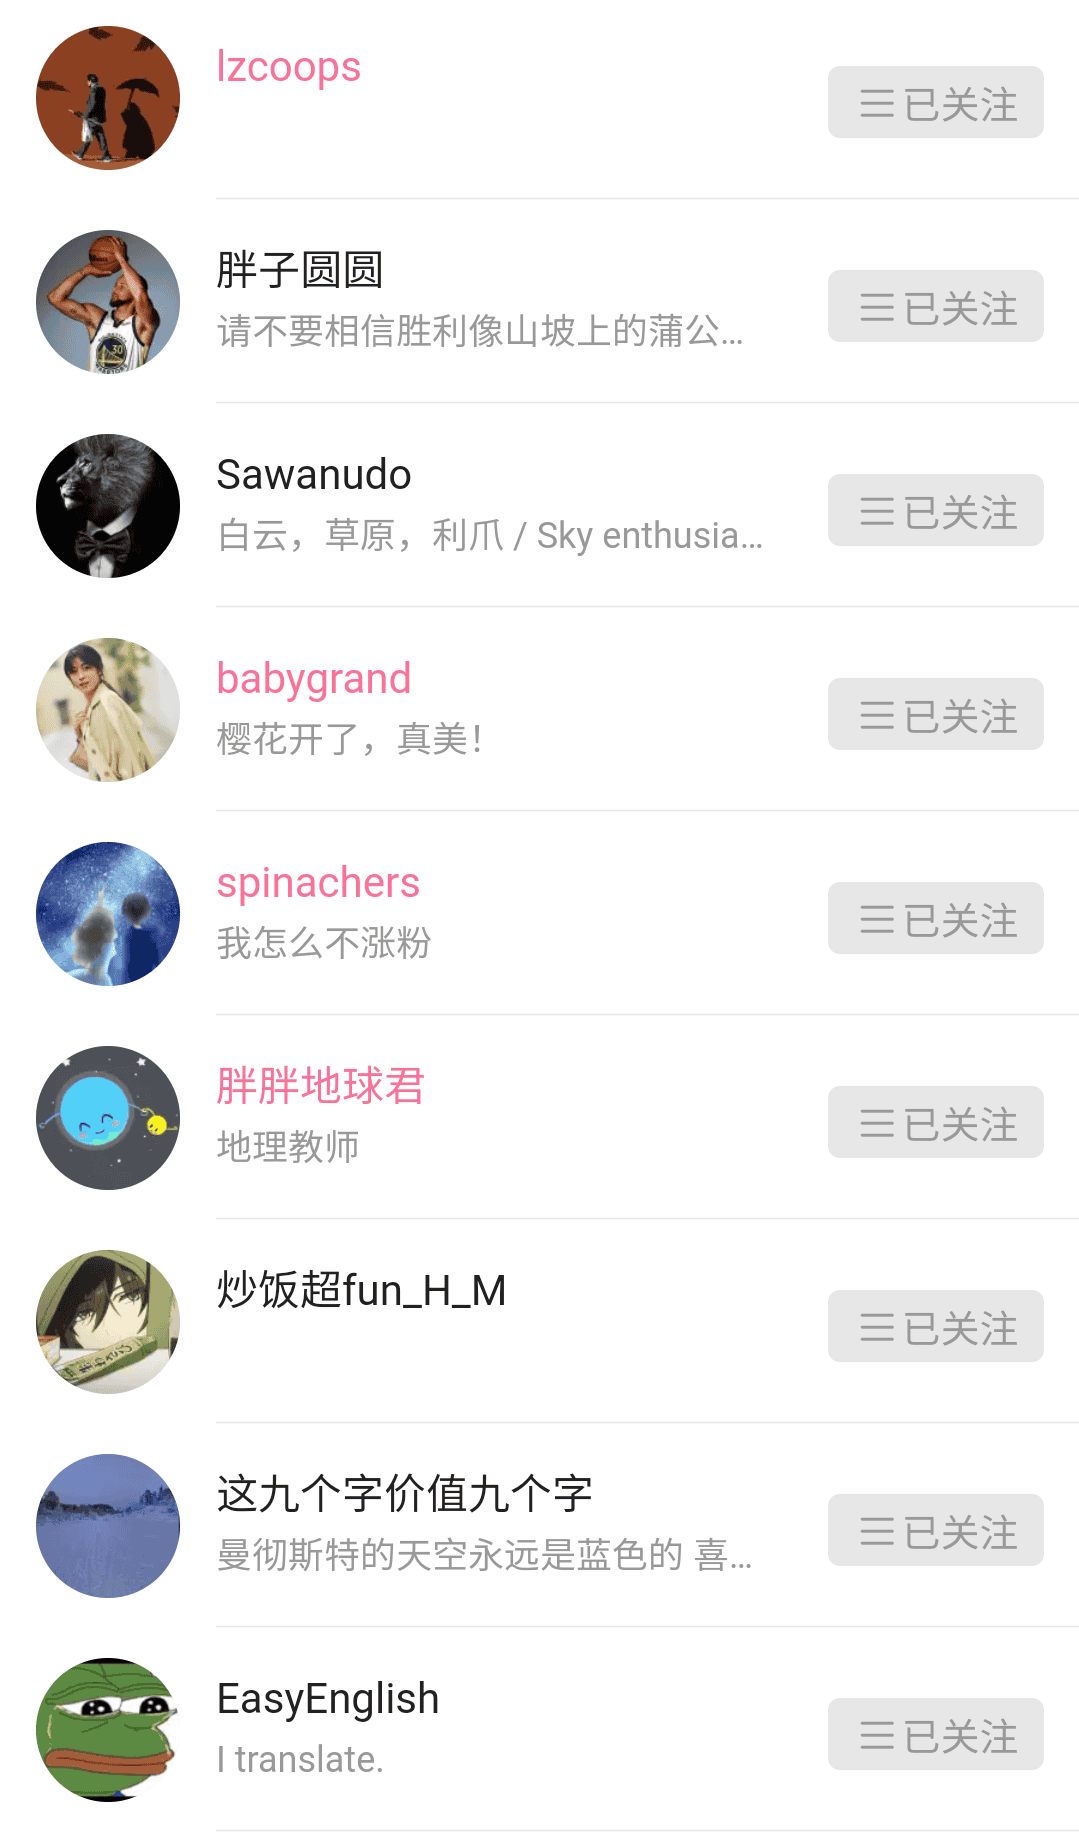 lzcoops
已关注
胖子圆圆
请不要相信胜利像山坡上的蒲公...
已关注
Sawanudo
白云，草原，利爪 / Sky enthusia...
已关注
babygrand
樱花开了，真美！
已关注
spinachers
我怎么不涨粉
已关注
胖胖地球君
地理教师
已关注
炒饭超fun_H_M
已关注
这九个字价值九个字
曼彻斯特的天空永远是蓝色的 喜...
已关注
EasyEnglish
I translate.
已关注